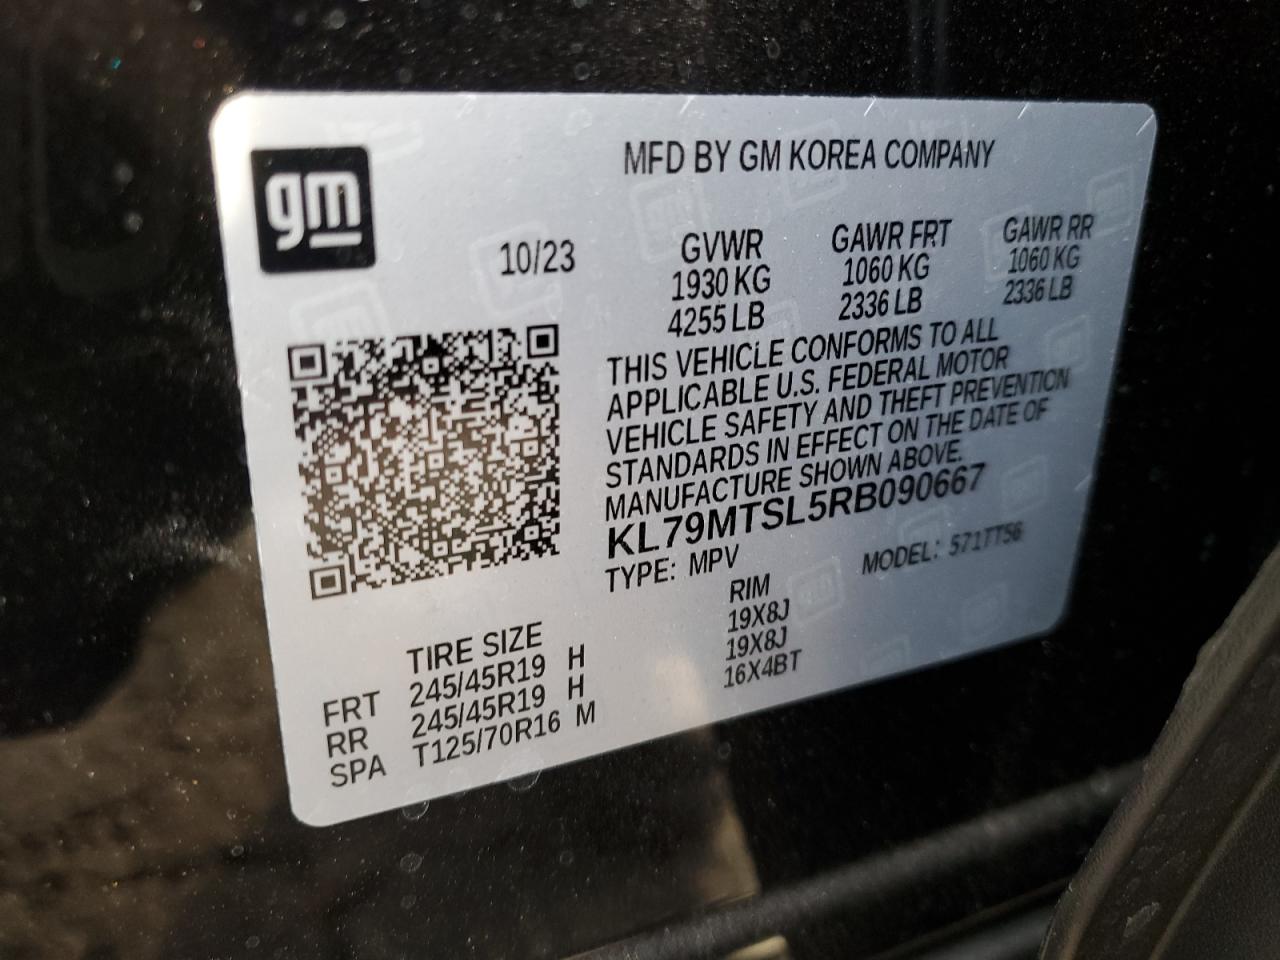 gm
MFD BY GM KOREA COMPANY
10/23
GVWR GAWR FRT GAWR RR
1930 KG 1060 KG 1060 KG
4255 LB 2336 LB 2336 LB
THIS VEHICLE CONFORMS TO ALL
APPLICABLE U.S. FEDERAL MOTOR
VEHICLE SAFETY AND THEFT PREVENTION
STANDARDS IN EFFECT ON THE DATE OF
MANUFACTURE SHOWN ABOVE.
KL79MTSL5RB090667
TYPE: MPV MODEL: 571TT56
TIRE SIZE RIM
FRT 245/45R19 H 19X8J
RR 245/45R19 H 19X8J
SPA T125/70R16 M 16X4BT